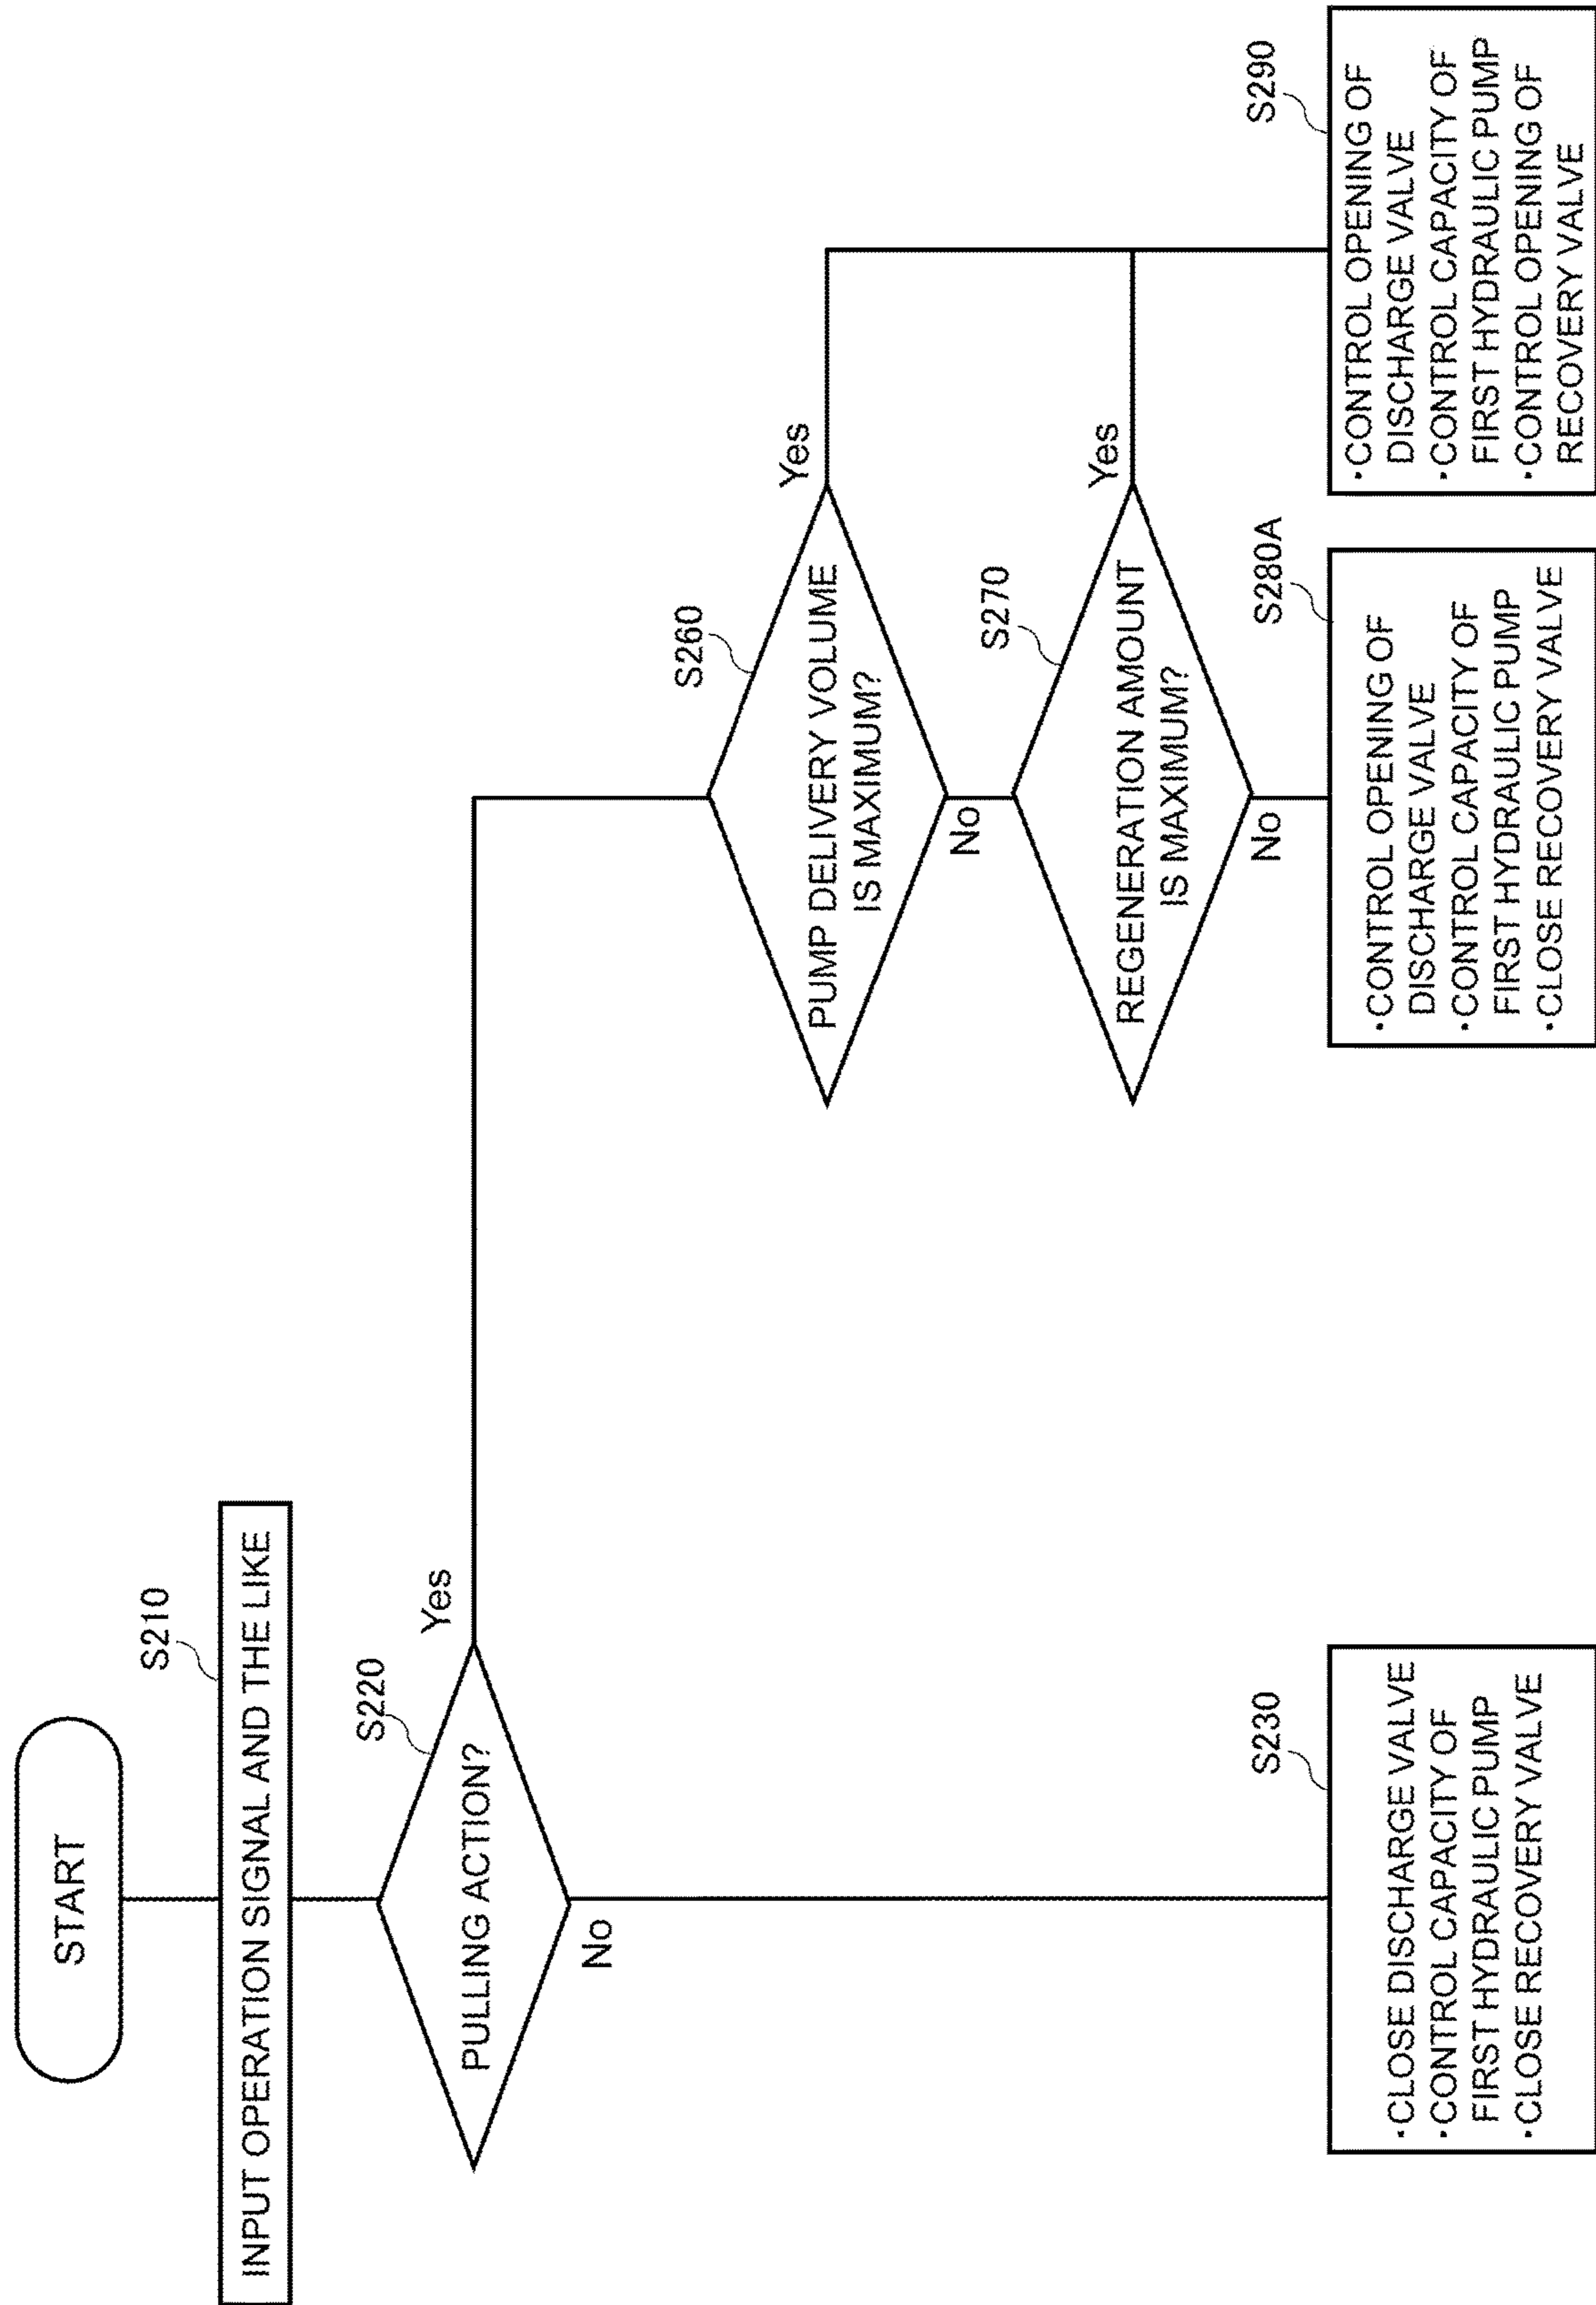 START
S210
INPUT OPERATION SIGNAL AND THE LIKE
S220
PULLING ACTION?
Yes
No
S260
PUMP DELIVERY VOLUME
IS MAXIMUM?
Yes
No
S270
REGENERATION AMOUNT
IS MAXIMUM?
Yes
No
S230
・CLOSE DISCHARGE VALVE
・CONTROL CAPACITY OF
FIRST HYDRAULIC PUMP
・CLOSE RECOVERY VALVE
S280A
・CONTROL OPENING OF
DISCHARGE VALVE
・CONTROL CAPACITY OF
FIRST HYDRAULIC PUMP
・CLOSE RECOVERY VALVE
S290
・CONTROL OPENING OF
DISCHARGE VALVE
・CONTROL CAPACITY OF
FIRST HYDRAULIC PUMP
・CONTROL OPENING OF
RECOVERY VALVE